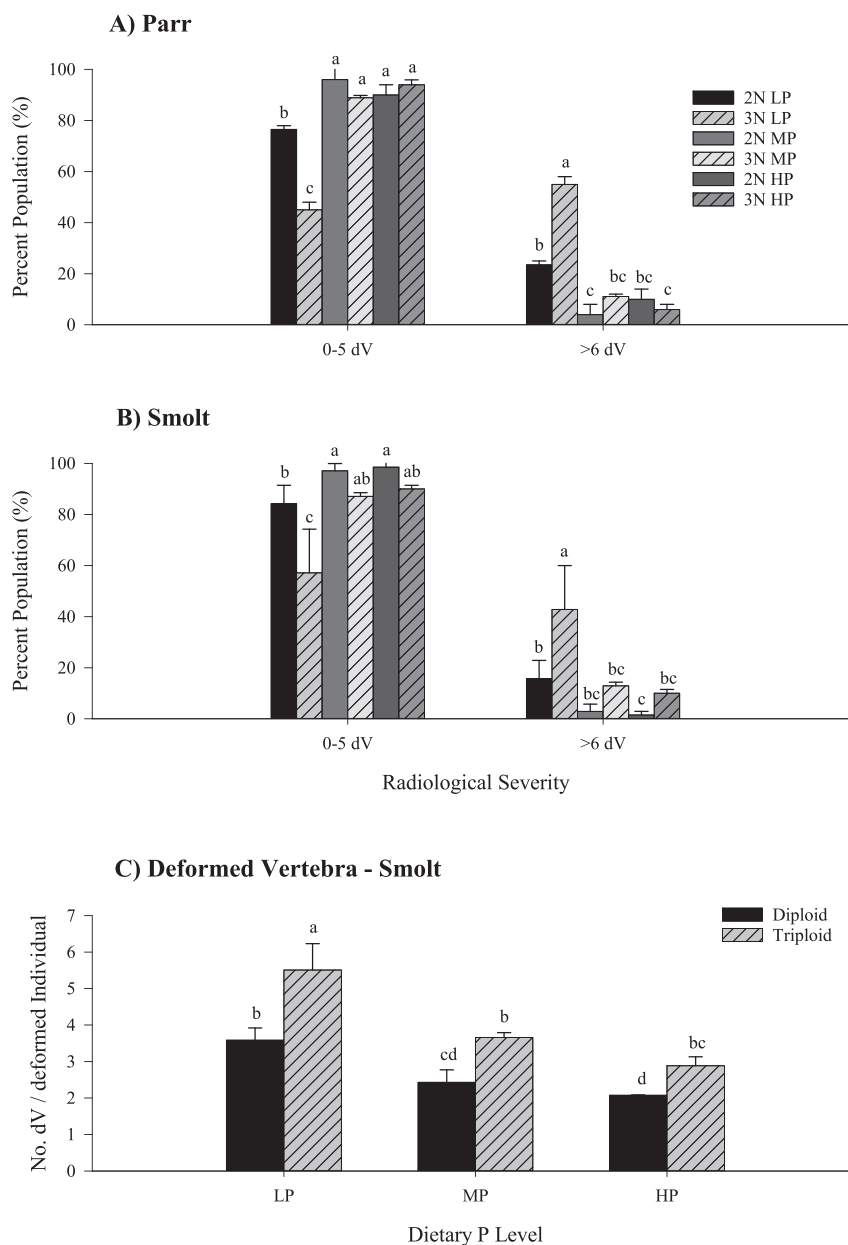 A) Parr
Percent Population (%)
100
80
60
40
20
0
b
c
a
a
a
a
b
a
c
bc
bc
c
0-5 dV
>6 dV
2N LP
3N LP
2N MP
3N MP
2N HP
3N HP
B) Smolt
Percent Population (%)
100
80
60
40
20
0
b
c
a
ab
a
ab
b
a
bc
bc
c
bc
0-5 dV
>6 dV
Radiological Severity
C) Deformed Vertebra - Smolt
No. dV / deformed Individual
7
6
5
4
3
2
1
0
b
a
cd
b
d
bc
Diploid
Triploid
LP
MP
HP
Dietary P Level